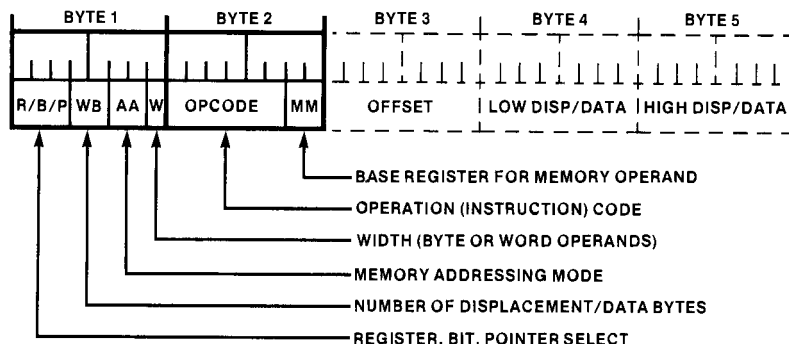 BYTE 1 BYTE 2 BYTE 3 BYTE 4 BYTE 5
R/B/P WB AA W OPCODE MM OFFSET LOW DISP/DATA HIGH DISP/DATA
BASE REGISTER FOR MEMORY OPERAND
OPERATION (INSTRUCTION) CODE
WIDTH (BYTE OR WORD OPERANDS)
MEMORY ADDRESSING MODE
NUMBER OF DISPLACEMENT/DATA BYTES
REGISTER, BIT, POINTER SELECT